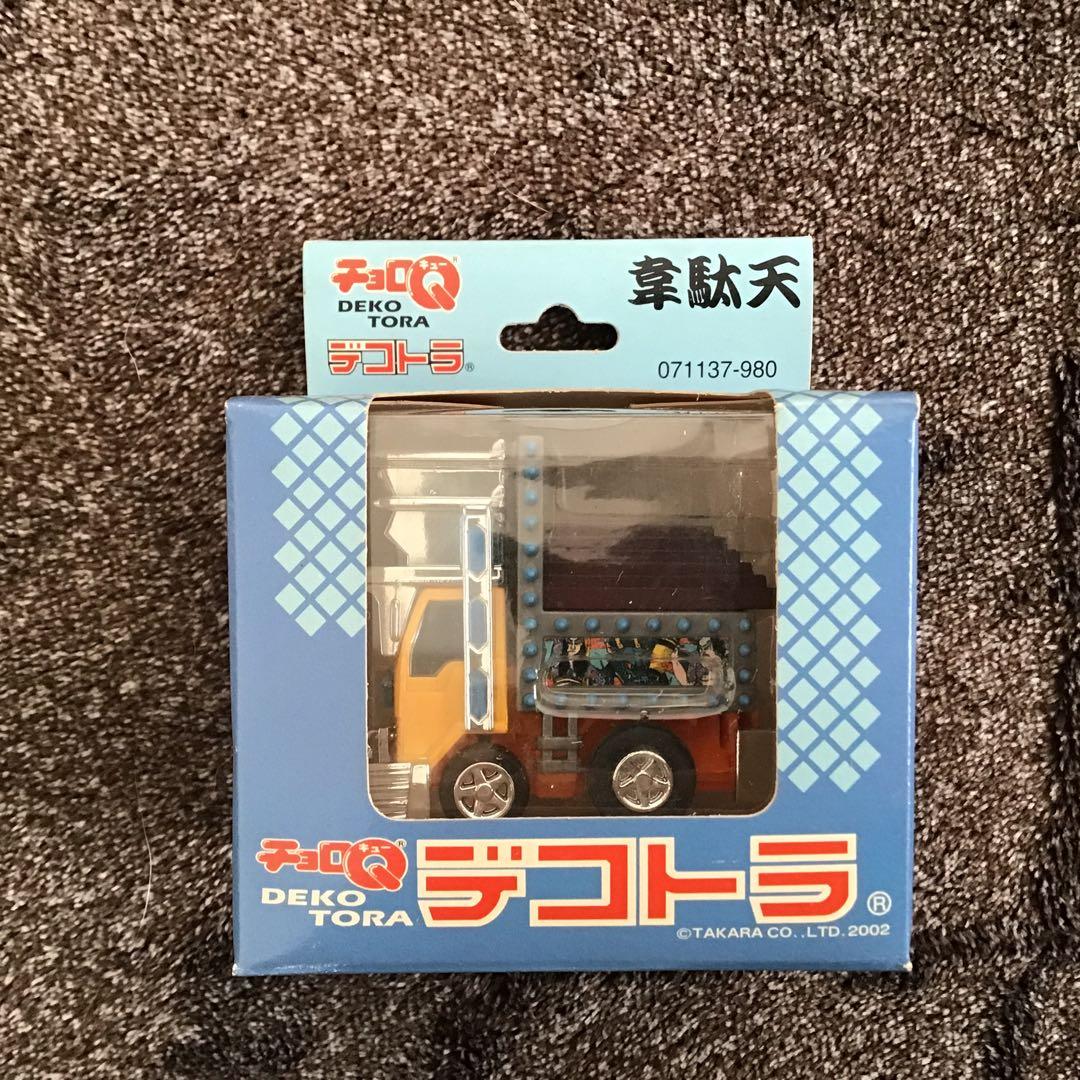 チョロQ®
キュー
DEKO
TORA
デコトラ®
韋駄天
071137-980
チョロQ®
キュー
DEKO
TORA
デコトラ®
©TAKARA CO.,LTD.2002